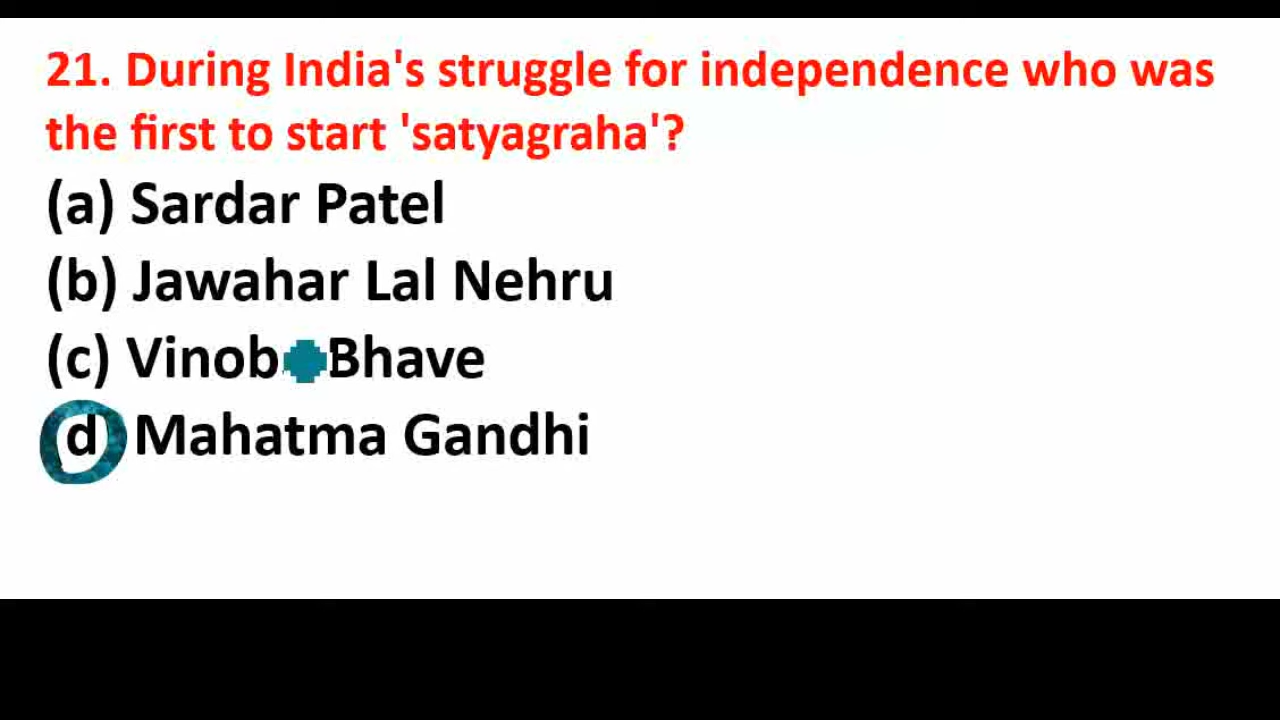 21. During India's struggle for independence who was
the first to start 'satyagraha'?
(a) Sardar Patel
(b) Jawahar Lal Nehru
(c) Vinob Bhave
d Mahatma Gandhi